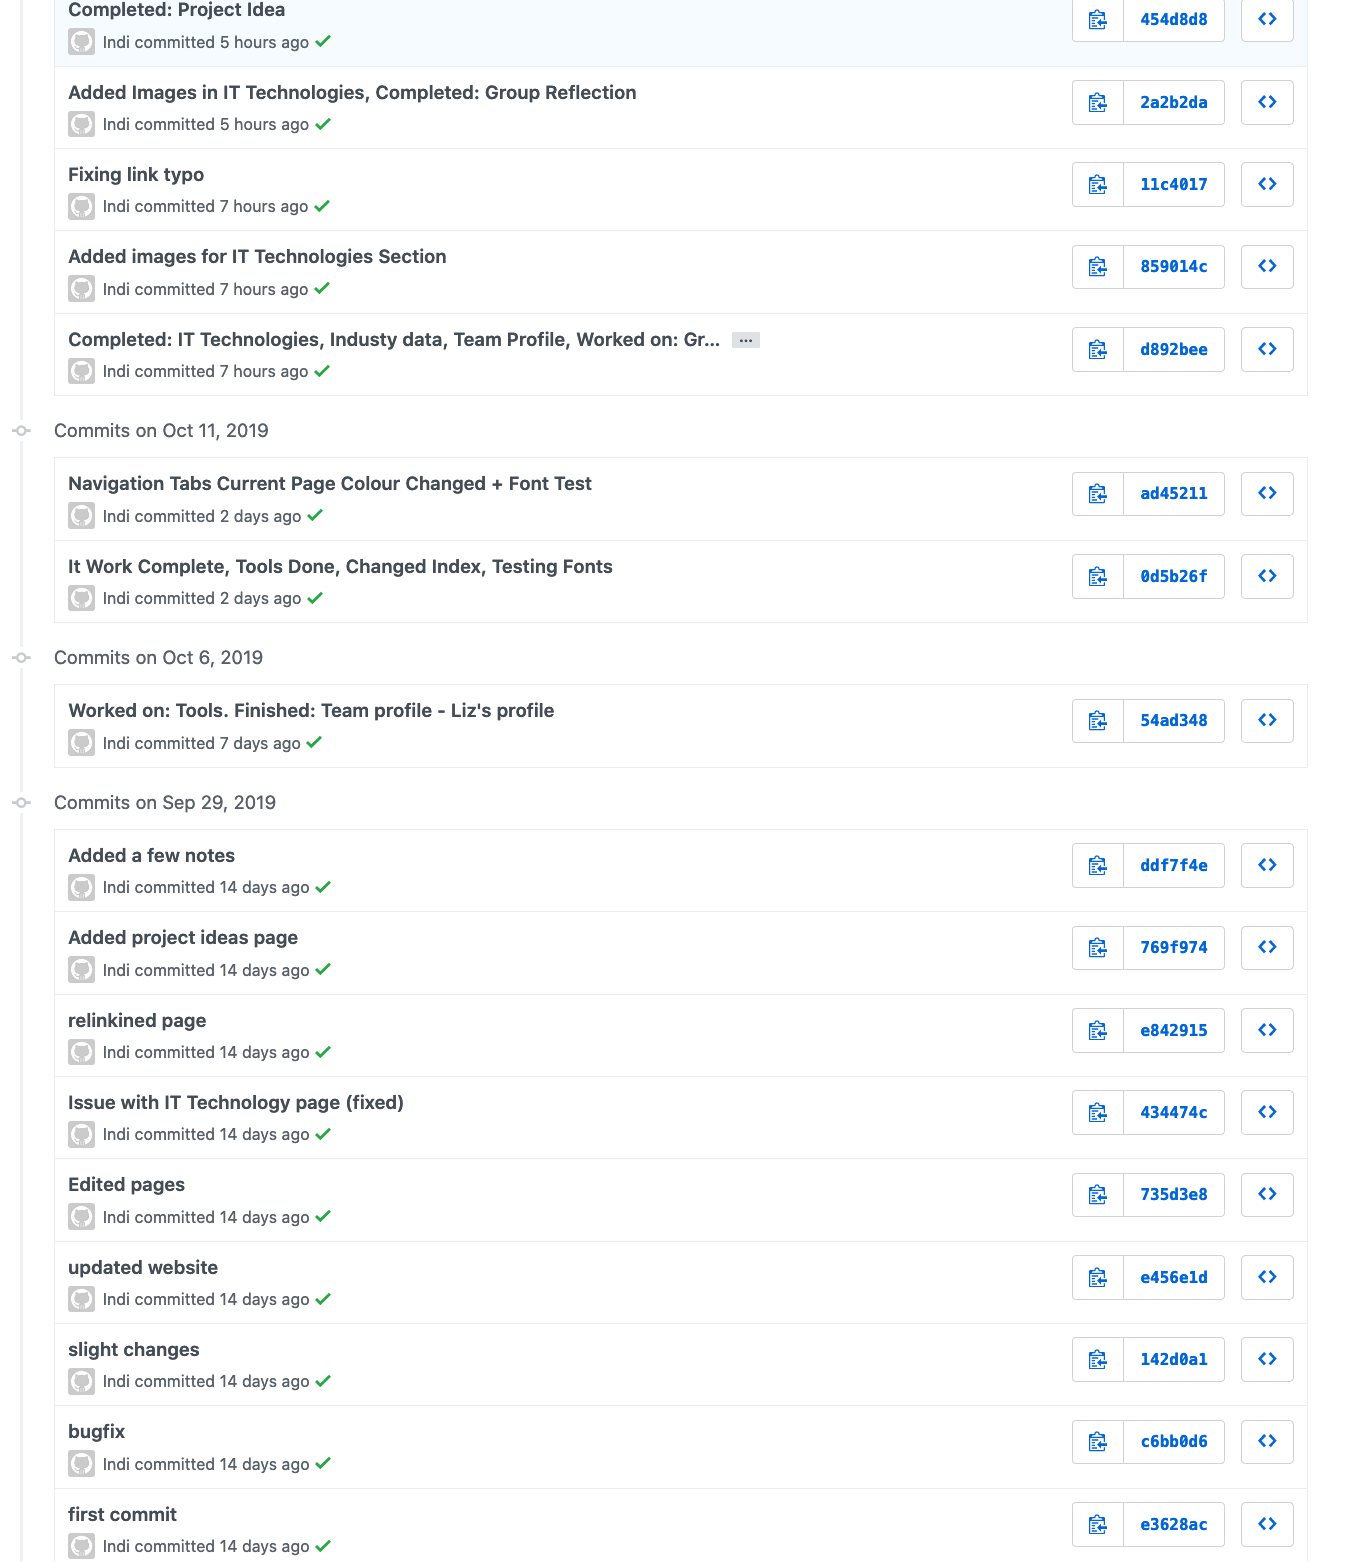 Completed: Project Idea
454d8d8
Indi committed 5 hours ago
Added Images in IT Technologies, Completed: Group Reflection
2a2b2da
Indi committed 5 hours ago
Fixing link typo
11c4017
Indi committed 7 hours ago
Added images for IT Technologies Section
859014c
Indi committed 7 hours ago
Completed: IT Technologies, Industy data, Team Profile, Worked on: Gr... ...
d892bee
Indi committed 7 hours ago
Commits on Oct 11, 2019
Navigation Tabs Current Page Colour Changed + Font Test
ad45211
Indi committed 2 days ago
It Work Complete, Tools Done, Changed Index, Testing Fonts
0d5b26f
Indi committed 2 days ago
Commits on Oct 6, 2019
Worked on: Tools. Finished: Team profile - Liz's profile
54ad348
Indi committed 7 days ago
Commits on Sep 29, 2019
Added a few notes
ddf7f4e
Indi committed 14 days ago
Added project ideas page
769f974
Indi committed 14 days ago
relinkined page
e842915
Indi committed 14 days ago
Issue with IT Technology page (fixed)
434474c
Indi committed 14 days ago
Edited pages
735d3e8
Indi committed 14 days ago
updated website
e456e1d
Indi committed 14 days ago
slight changes
142d0a1
Indi committed 14 days ago
bugfix
c6bb0d6
Indi committed 14 days ago
first commit
e3628ac
Indi committed 14 days ago